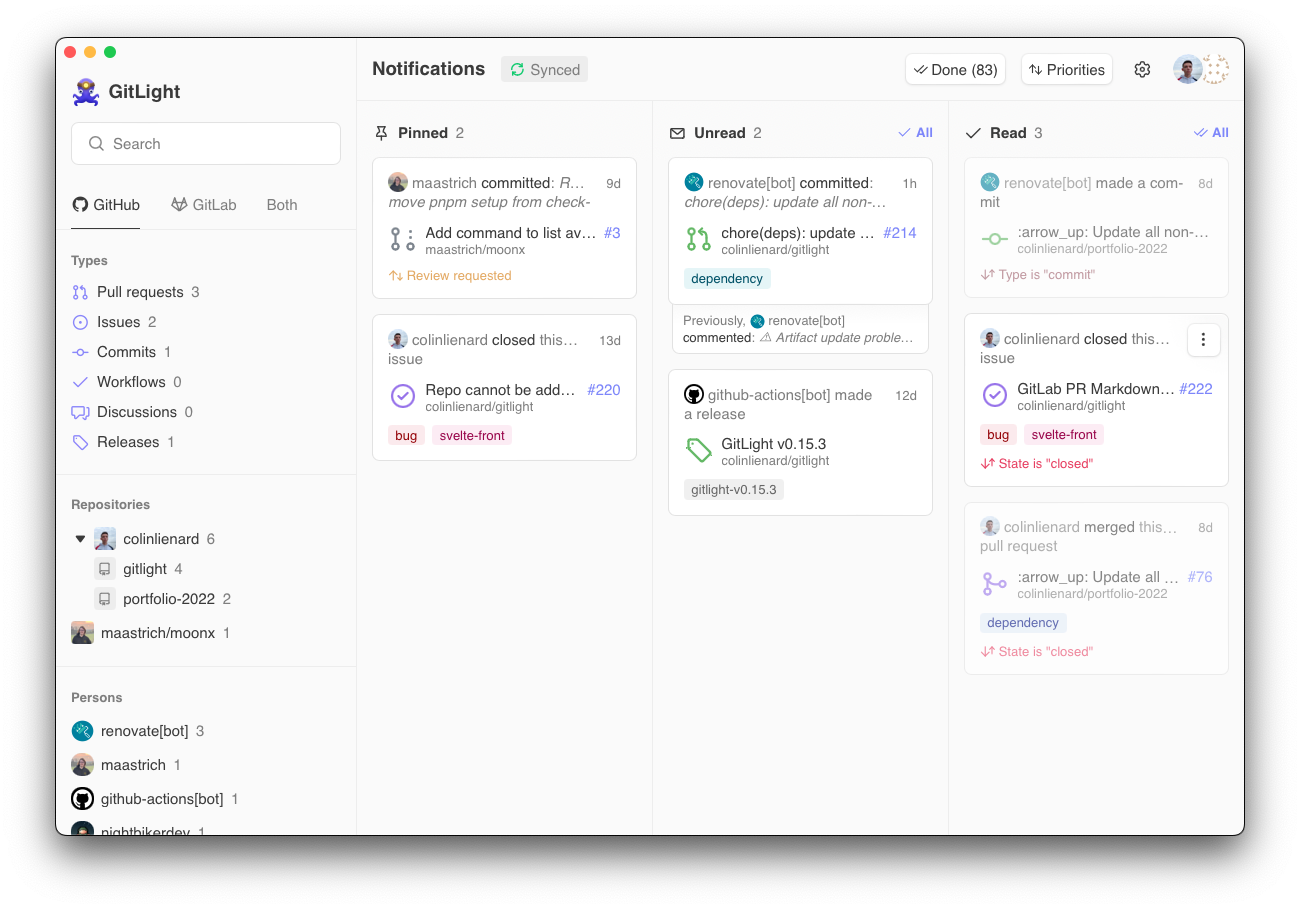 GitLight
Search
GitHub
GitLab
Both
Types
Pull requests 3
Issues 2
Commits 1
Workflows 0
Discussions 0
Releases 1
Repositories
colinlienard 6
gitlight 4
portfolio-2022 2
maastrich/moonx 1
Persons
renovate[bot] 3
maastrich 1
github-actions[bot] 1
nightbikerdev 1
Notifications
Synced
Done (83)
Priorities
Pinned 2
maastrich committed: R… 9d
move pnpm setup from check-
Add command to list av… #3
maastrich/moonx
Review requested
colinlienard closed this… 13d
issue
Repo cannot be add… #220
colinlienard/gitlight
bug svelte-front
Unread 2 All
renovate[bot] committed: 1h
chore(deps): update all non-…
chore(deps): update … #214
colinlienard/gitlight
dependency
Previously, renovate[bot]
commented: ⚠ Artifact update proble…
github-actions[bot] made 12d
a release
GitLight v0.15.3
colinlienard/gitlight
gitlight-v0.15.3
Read 3 All
renovate[bot] made a com- 8d
mit
:arrow_up: Update all non-…
colinlienard/portfolio-2022
Type is "commit"
colinlienard closed this…
issue
GitLab PR Markdown… #222
colinlienard/gitlight
bug svelte-front
State is "closed"
colinlienard merged this… 8d
pull request
:arrow_up: Update all … #76
colinlienard/portfolio-2022
dependency
State is "closed"